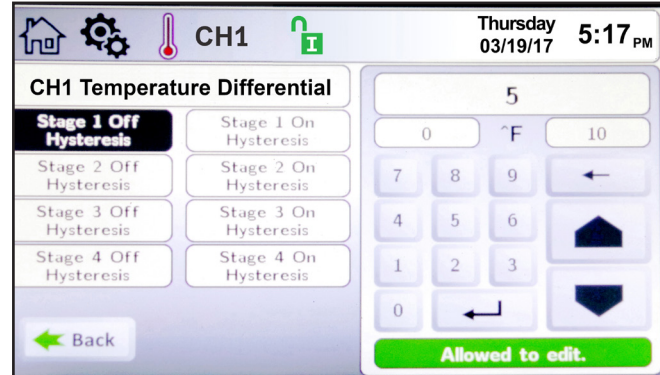 CH1
Thursday
03/19/17
5:17 PM
CH1 Temperature Differential
Stage 1 Off
Hysteresis
Stage 1 On
Hysteresis
Stage 2 Off
Hysteresis
Stage 2 On
Hysteresis
Stage 3 Off
Hysteresis
Stage 3 On
Hysteresis
Stage 4 Off
Hysteresis
Stage 4 On
Hysteresis
Back
5
0 °F 10
7 8 9
4 5 6
1 2 3
0
Allowed to edit.
I